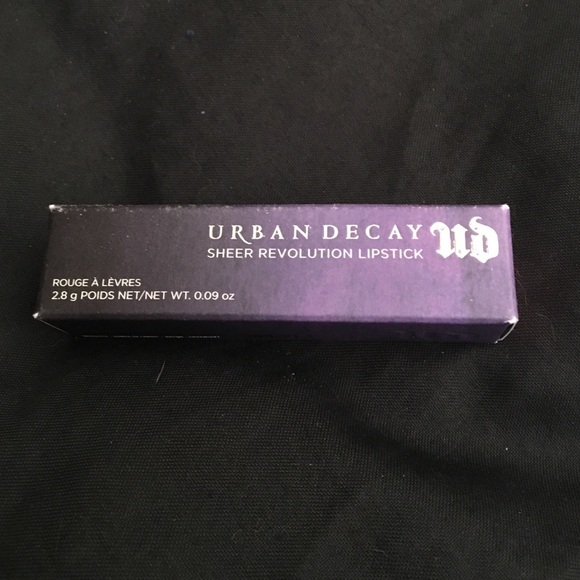 URBAN DECAY
UD
SHEER REVOLUTION LIPSTICK
ROUGE À LÈVRES
2.8 g POIDS NET/NET WT. 0.09 oz